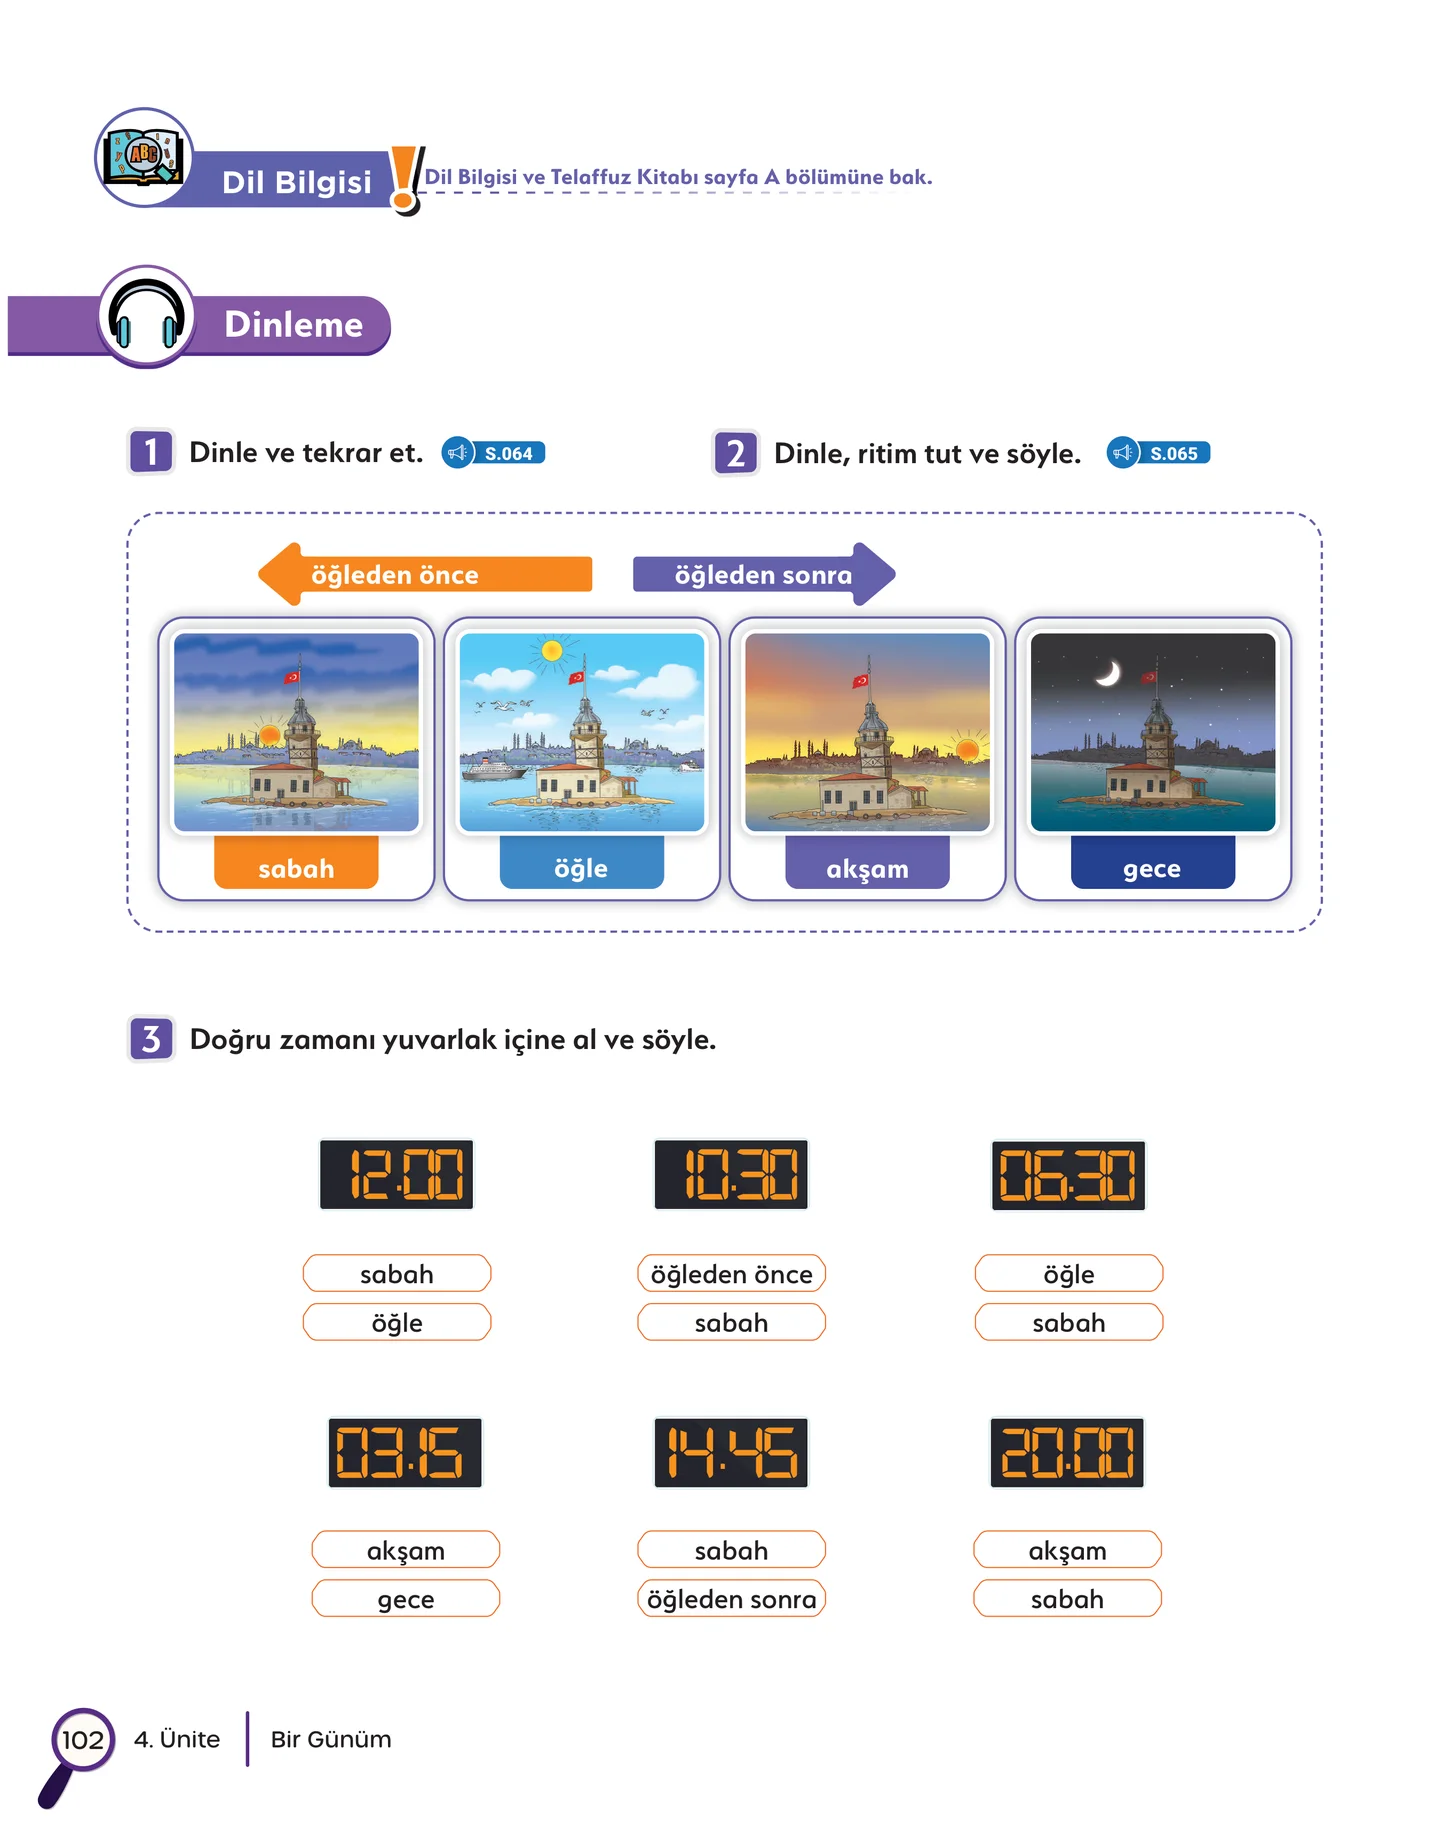 ABC
Dil Bilgisi
Dil Bilgisi ve Telaffuz Kitabı sayfa A bölümüne bak.
Dinleme
1 Dinle ve tekrar et. S.064
2 Dinle, ritim tut ve söyle. S.065
öğleden önce
öğleden sonra
sabah
öğle
akşam
gece
3 Doğru zamanı yuvarlak içine al ve söyle.
12.00
10.30
06.30
sabah
öğleden önce
öğle
öğle
sabah
sabah
03.15
14.45
20.00
akşam
sabah
akşam
gece
öğleden sonra
sabah
102 4. Ünite Bir Günüm